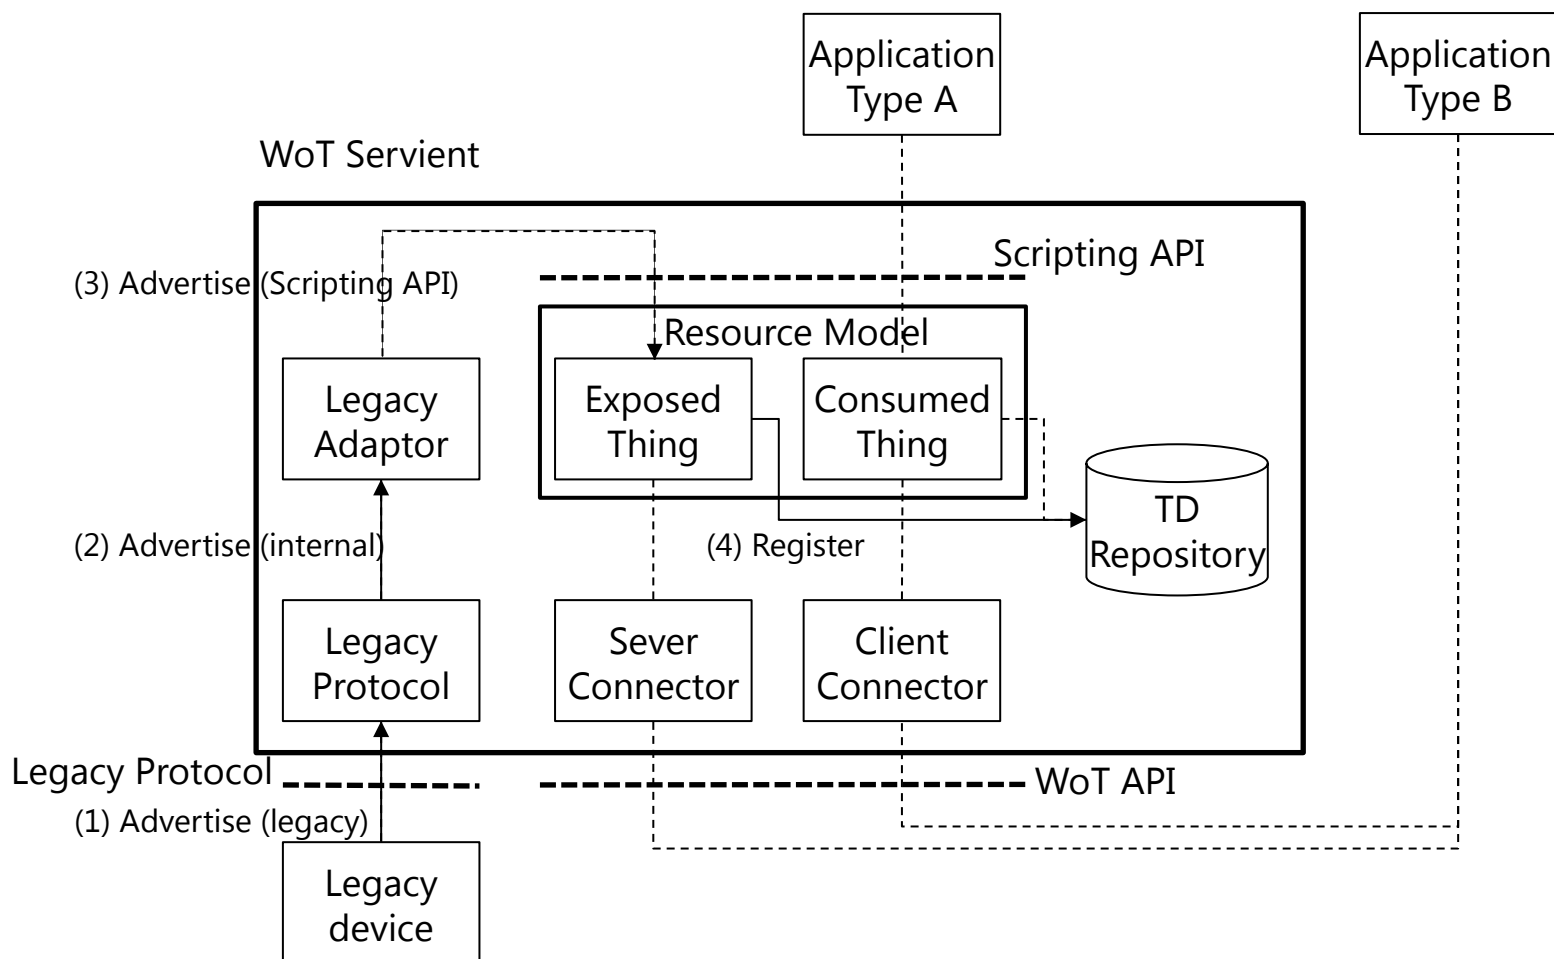 Application
Type A
Application
Type B
WoT Servient
Scripting API
(3) Advertise (Scripting API)
Resource Model
Legacy
Adaptor
Exposed
Thing
Consumed
Thing
TD
Repository
(2) Advertise (internal)
(4) Register
Legacy
Protocol
Sever
Connector
Client
Connector
Legacy Protocol
WoT API
(1) Advertise (legacy)
Legacy
device